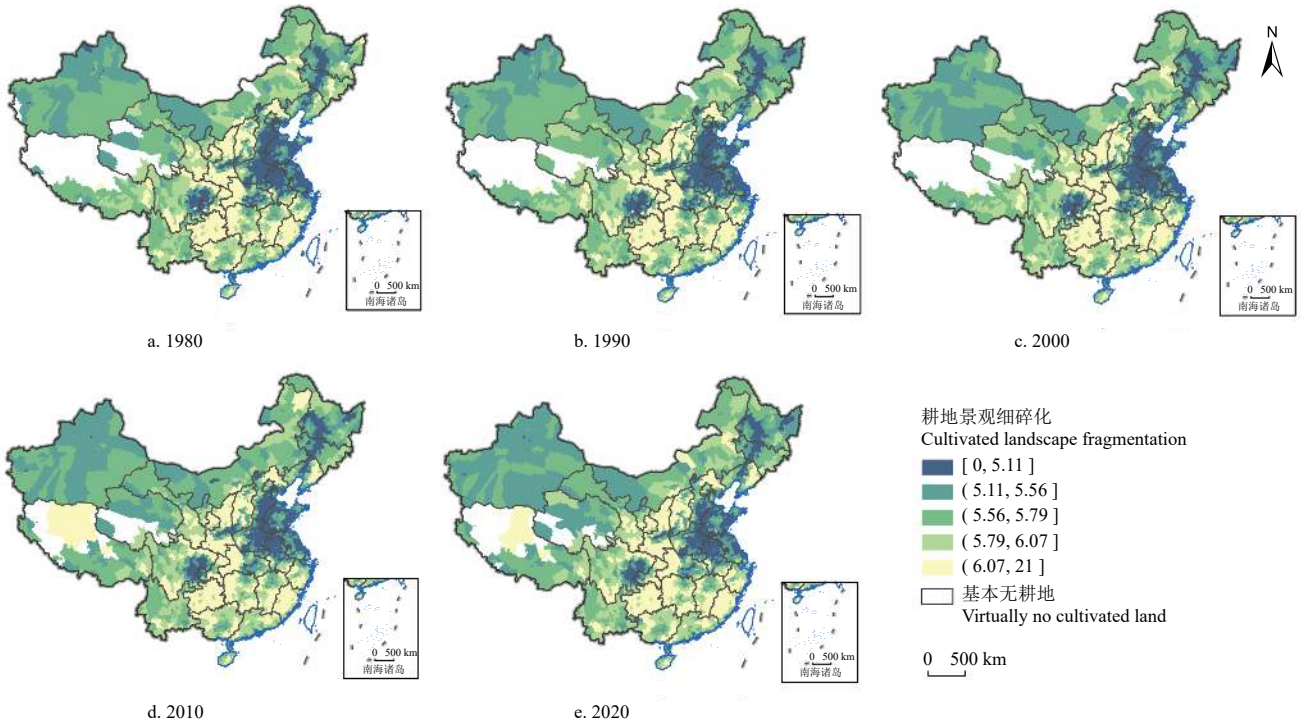 N
0 500 km
南海诸岛
a. 1980
0 500 km
南海诸岛
b. 1990
0 500 km
南海诸岛
c. 2000
0 500 km
南海诸岛
d. 2010
0 500 km
南海诸岛
e. 2020
耕地景观细碎化
Cultivated landscape fragmentation
[ 0, 5.11 ]
( 5.11, 5.56 ]
( 5.56, 5.79 ]
( 5.79, 6.07 ]
( 6.07, 21 ]
基本无耕地
Virtually no cultivated land
0 500 km